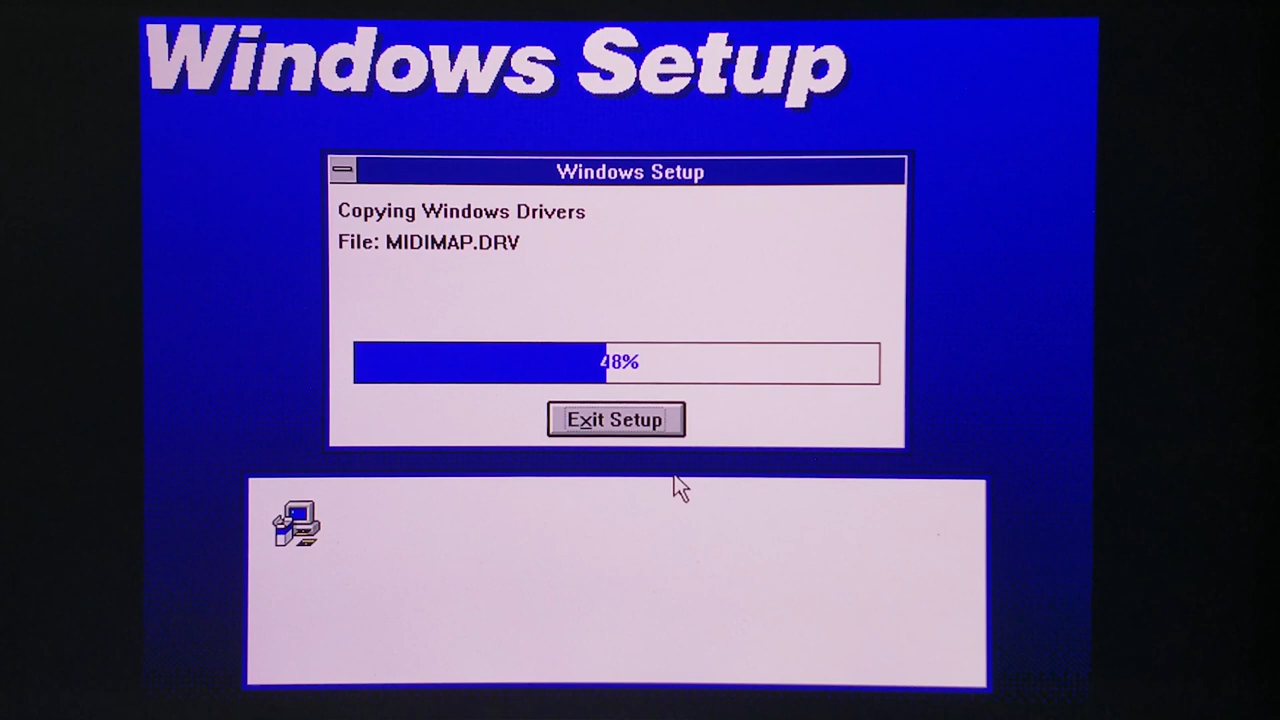 Windows Setup
Windows Setup
Copying Windows Drivers
File: MIDIMAP.DRV
48%
Exit Setup